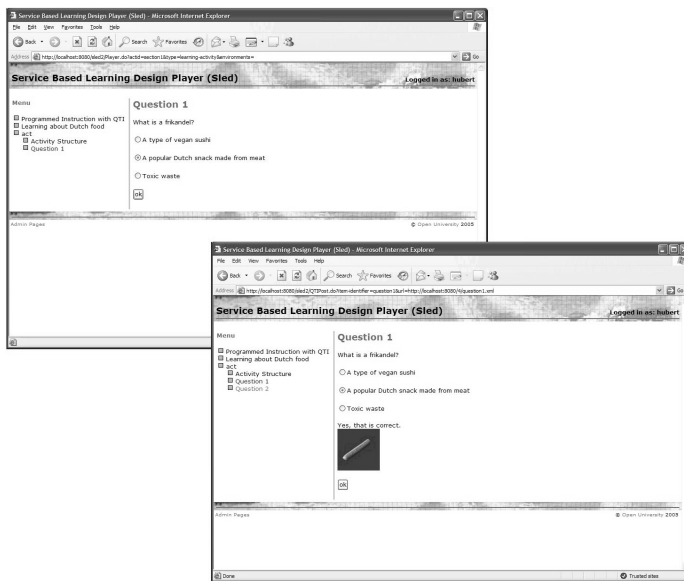 Service Based Learning Design Player (Sled) - Microsoft Internet Explorer
File Edit View Favorites Tools Help
Back Search Favorites
Address http://localhost:8080/sled2/Player.do?actid=section1&type=learning-activity&environments= Go
Service Based Learning Design Player (Sled) Logged in as: hubert
Menu
Programmed Instruction with QTI
Learning about Dutch food
act
Activity Structure
Question 1
Question 1
What is a frikandel?
A type of vegan sushi
A popular Dutch snack made from meat
Toxic waste
ok
Admin Pages © Open University 2005
Service Based Learning Design Player (Sled) - Microsoft Internet Explorer
File Edit View Favorites Tools Help
Back Search Favorites
Address http://localhost:8080/sled2/QTIPost.do?item-identifier=question1&url=http://localhost:8080/4/question1.xml Go
Service Based Learning Design Player (Sled) Logged in as: hubert
Menu
Programmed Instruction with QTI
Learning about Dutch food
act
Activity Structure
Question 1
Question 2
Question 1
What is a frikandel?
A type of vegan sushi
A popular Dutch snack made from meat
Toxic waste
Yes, that is correct.
ok
Admin Pages © Open University 2005
Done Trusted sites